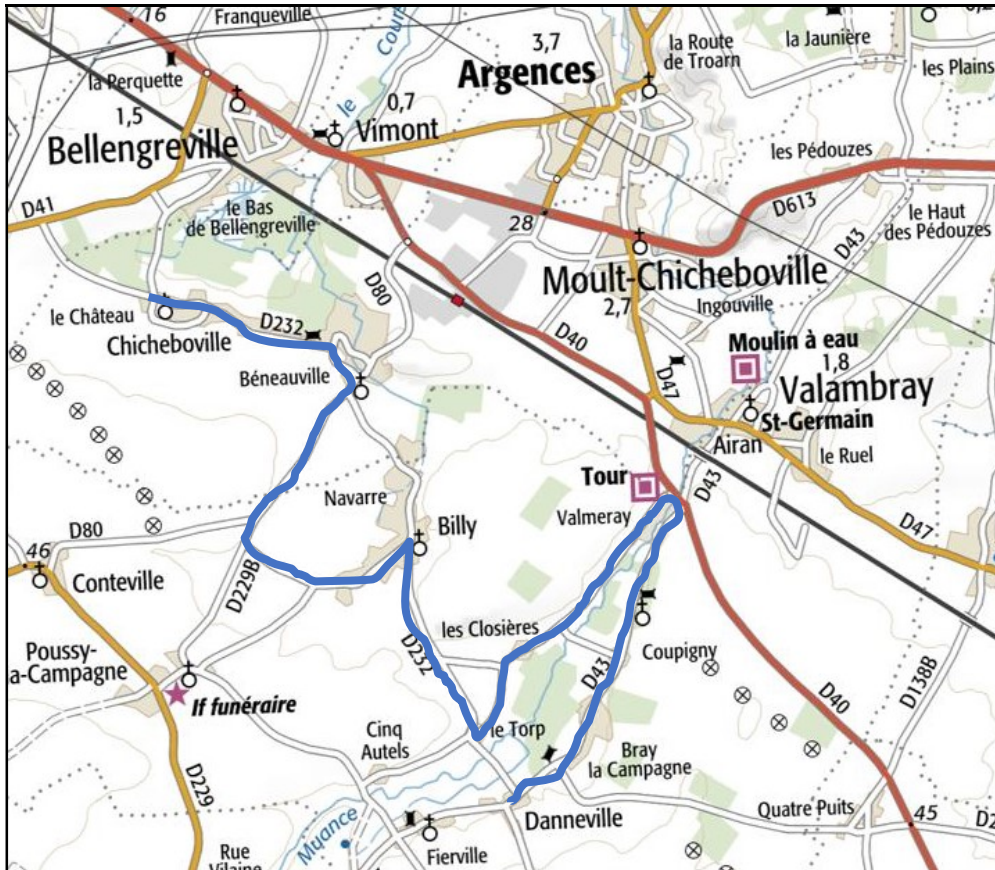 16
Franqueville
Cours
la Perquette
3,7
Argences
la Route
de Troarn
la Jaunière
les Plains
1,5
0,7
le
Vimont
Bellengreville
les Pédouzes
D41
le Bas
de Bellengreville
28
D613
D43
le Haut
des Pédouzes
D80
Moult-Chicheboville
Ingouville
2,7
le Château
D232
Chicheboville
D40
Moulin à eau
1,8
Béneauville
D47
Valambray
St-Germain
Airan
le Ruel
Tour
D43
Navarre
Valmeray
Billy
D47
D80
46
Conteville
D229B
les Closières
Poussy-
a-Campagne
D232
Coupigny
D43
D138B
If funéraire
Cinq
Autels
le Torp
D40
Bray
la Campagne
D229
Quatre Puits
45
D2
Danneville
Muance
Rue
Vilaine
Fierville